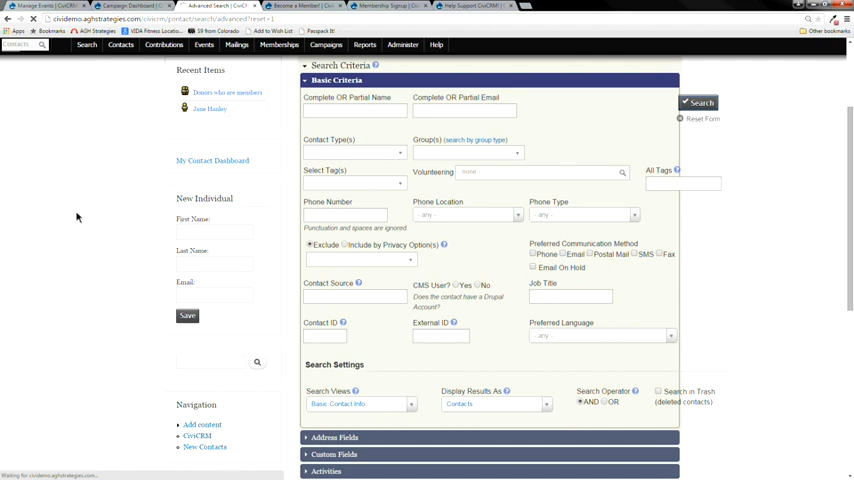 Manage Events | CiviCRM
Campaign Dashboard | Ci
Advanced Search | CiviC
Become a Member! | Ci
Membership Signup | Civ
Help Support CiviCRM! |
cividemo.aghstrategies.com/civicrm/contact/search/advanced?reset=1
Apps
Bookmarks
AGH Strategies
VIDA Fitness Locatio...
S9 from Colorado
Add to Wish List
Other bookmarks
Contacts
Search
Contacts
Contributions
Events
Mailings
Memberships
Campaigns
Reports
Administer
Help
Recent Items
Donors who are members
Jane Hanley
My Contact Dashboard
New Individual
First Name:
Last Name:
Email:
Save
Navigation
Add content
CiviCRM
New Contacts
Search Criteria
Basic Criteria
Complete OR Partial Name
Complete OR Partial Email
Search
Reset Form
Contact Type(s)
Group(s) (search by group type)
Select Tag(s)
Volunteering
- none -
All Tags
Phone Number
Phone Location
Phone Type
- any -
- any -
Punctuation and spaces are ignored.
Exclude Include by Privacy Option(s)
Preferred Communication Method
Phone Email Postal Mail SMS Fax
Email On Hold
Contact Source
CMS User? Yes No
Does the contact have a Drupal
Account?
Job Title
Contact ID
External ID
Preferred Language
- any -
Search Settings
Search Views
Display Results As
Search Operator
Search in Trash
Basic Contact Info
Contacts
AND OR
(deleted contacts)
Address Fields
Custom Fields
Activities
Waiting for cividemo.aghstrategies.com...